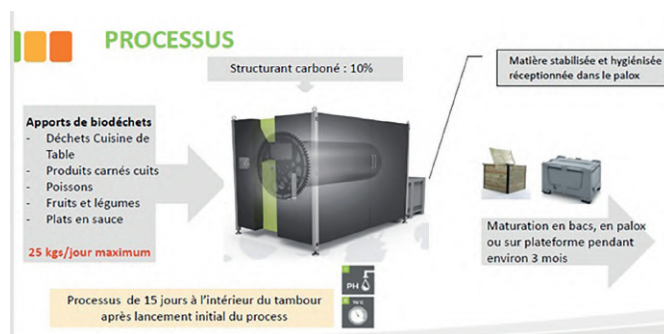 PROCESSUS
Structurant carboné : 10%
Matière stabilisée et hygiénisée
réceptionnée dans le palox
Apports de biodéchets
- Déchets Cuisine de
Table
- Produits carnés cuits
- Poissons
- Fruits et légumes
- Plats en sauce
25 kgs/jour maximum
Maturation en bacs, en palox
ou sur plateforme pendant
environ 3 mois
Processus de 15 jours à l'intérieur du tambour
après lancement initial du process
PH
70°C